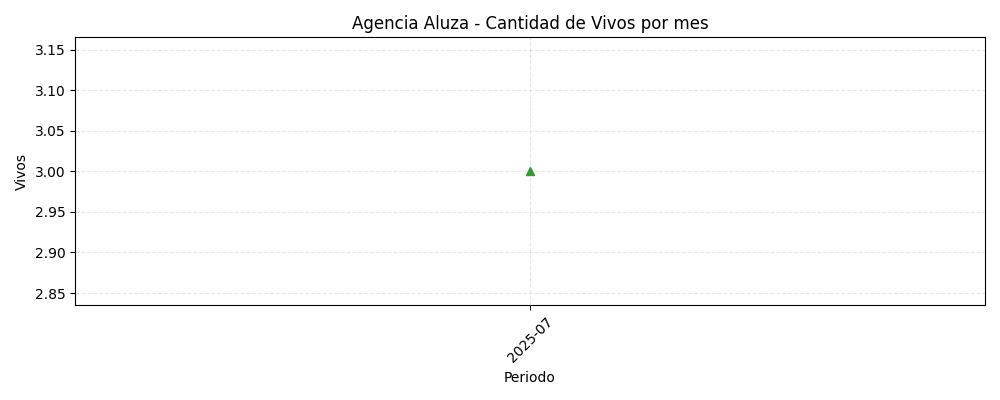 Agencia Aluza - Cantidad de Vivos por mes
3.15
3.10
3.05
3.00
2.95
2.90
2.85
Vivos
2025-07
Periodo